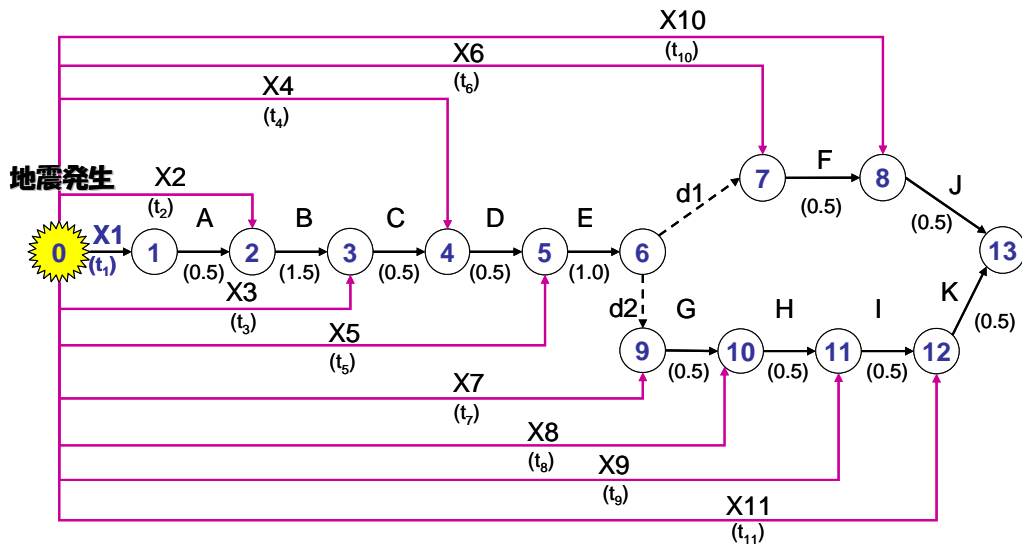 X10
(t10)
X6
(t6)
X4
(t4)
地震発生
X2
(t2)
F
7
8
(0.5)
J
(0.5)
d1
0
X1
(t1)
1
A
(0.5)
2
B
(1.5)
3
C
(0.5)
4
D
(0.5)
5
E
(1.0)
6
13
X3
(t3)
d2
G
H
I
K
(0.5)
X5
(t5)
9
(0.5)
10
(0.5)
11
(0.5)
12
X7
(t7)
X8
(t8)
X9
(t9)
X11
(t11)